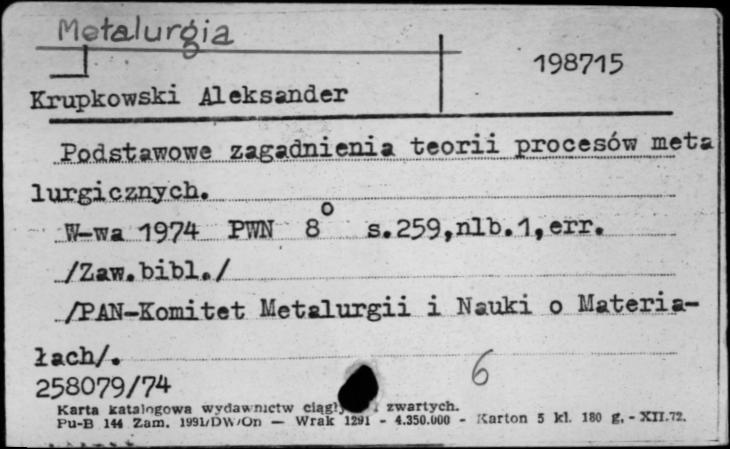 Metalurgia
198715
Krupkowski Aleksander
Podstawowe zagadnienia teorii procesów meta
lurgicznych.
W-wa 1974 PWN 8° s.259,nlb.1,err.
/Zaw.bibl./
/PAN-Komitet Metalurgii i Nauki o Materia-
łach/.
258079/74
6
Karta katalogowa wydawnictw i zwartych.
Pu-B 144 Zam. 1991/DW/On — Wrak 1291 - 4.350.000 - Karton 5 kl. 180 g. - XII.72.